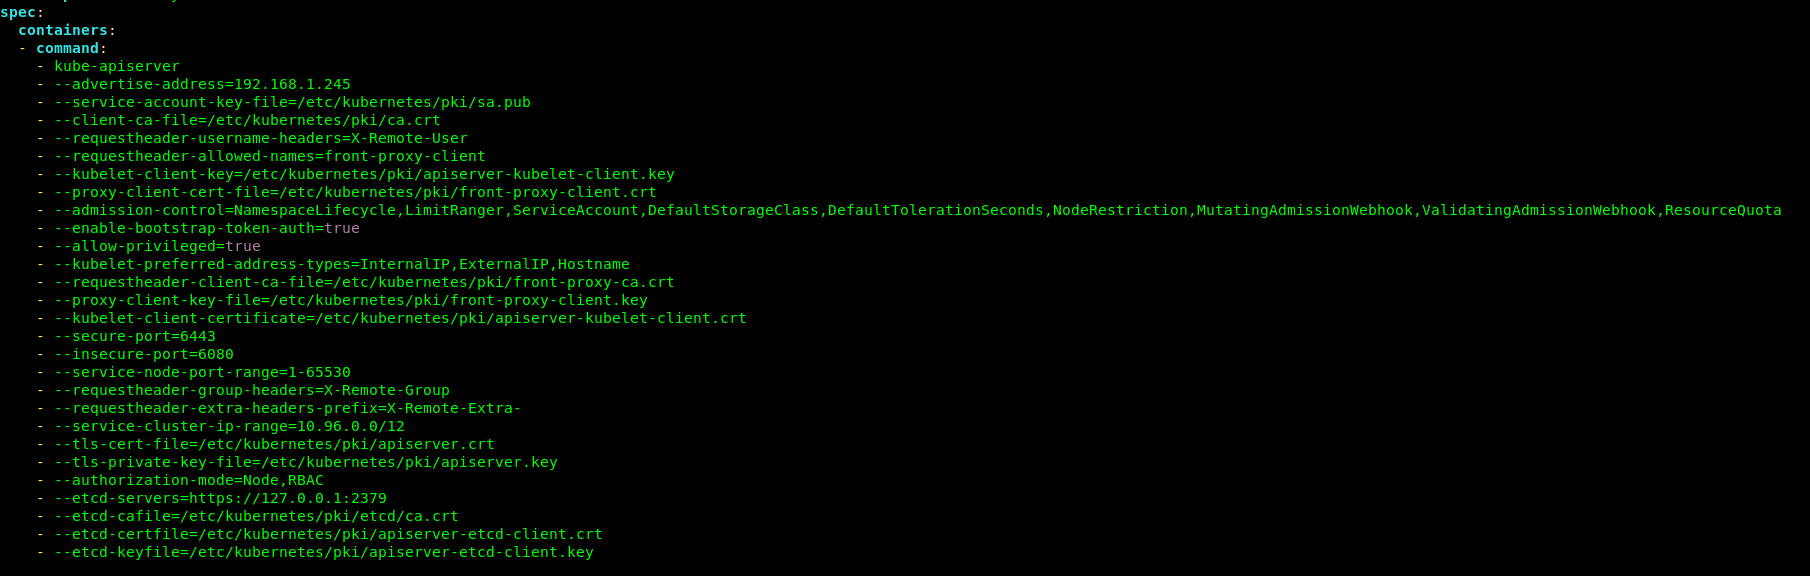 spec:
  containers:
  - command:
    - kube-apiserver
    - --advertise-address=192.168.1.245
    - --service-account-key-file=/etc/kubernetes/pki/sa.pub
    - --client-ca-file=/etc/kubernetes/pki/ca.crt
    - --requestheader-username-headers=X-Remote-User
    - --requestheader-allowed-names=front-proxy-client
    - --kubelet-client-key=/etc/kubernetes/pki/apiserver-kubelet-client.key
    - --proxy-client-cert-file=/etc/kubernetes/pki/front-proxy-client.crt
    - --admission-control=NamespaceLifecycle,LimitRanger,ServiceAccount,DefaultStorageClass,DefaultTolerationSeconds,NodeRestriction,MutatingAdmissionWebhook,ValidatingAdmissionWebhook,ResourceQuota
    - --enable-bootstrap-token-auth=true
    - --allow-privileged=true
    - --kubelet-preferred-address-types=InternalIP,ExternalIP,Hostname
    - --requestheader-client-ca-file=/etc/kubernetes/pki/front-proxy-ca.crt
    - --proxy-client-key-file=/etc/kubernetes/pki/front-proxy-client.key
    - --kubelet-client-certificate=/etc/kubernetes/pki/apiserver-kubelet-client.crt
    - --secure-port=6443
    - --insecure-port=6080
    - --service-node-port-range=1-65530
    - --requestheader-group-headers=X-Remote-Group
    - --requestheader-extra-headers-prefix=X-Remote-Extra-
    - --service-cluster-ip-range=10.96.0.0/12
    - --tls-cert-file=/etc/kubernetes/pki/apiserver.crt
    - --tls-private-key-file=/etc/kubernetes/pki/apiserver.key
    - --authorization-mode=Node,RBAC
    - --etcd-servers=https://127.0.0.1:2379
    - --etcd-cafile=/etc/kubernetes/pki/etcd/ca.crt
    - --etcd-certfile=/etc/kubernetes/pki/apiserver-etcd-client.crt
    - --etcd-keyfile=/etc/kubernetes/pki/apiserver-etcd-client.key